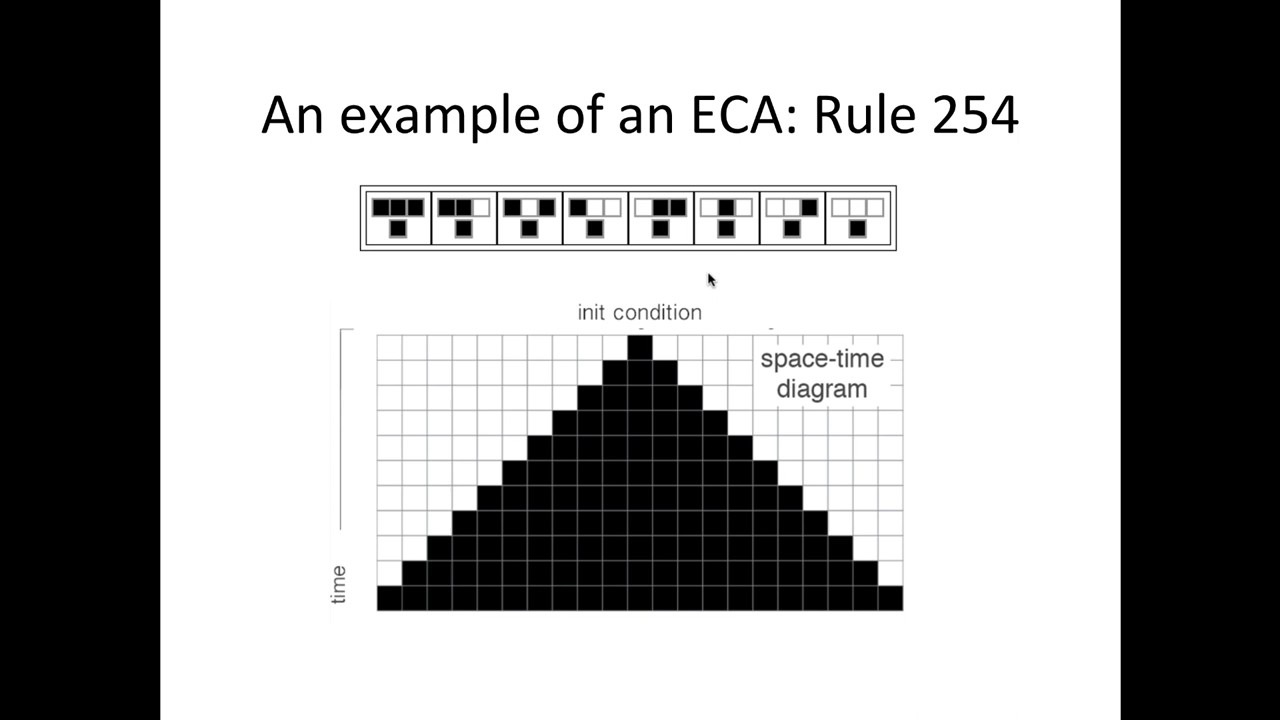 An example of an ECA: Rule 254
init condition
space-time
diagram
time